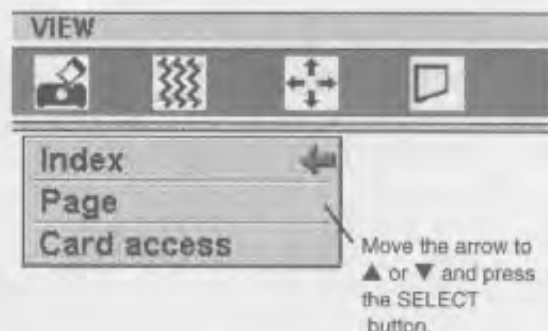 VIEW
Index
Page
Card access
Move the arrow to
▲ or ▼ and press
the SELECT
button.